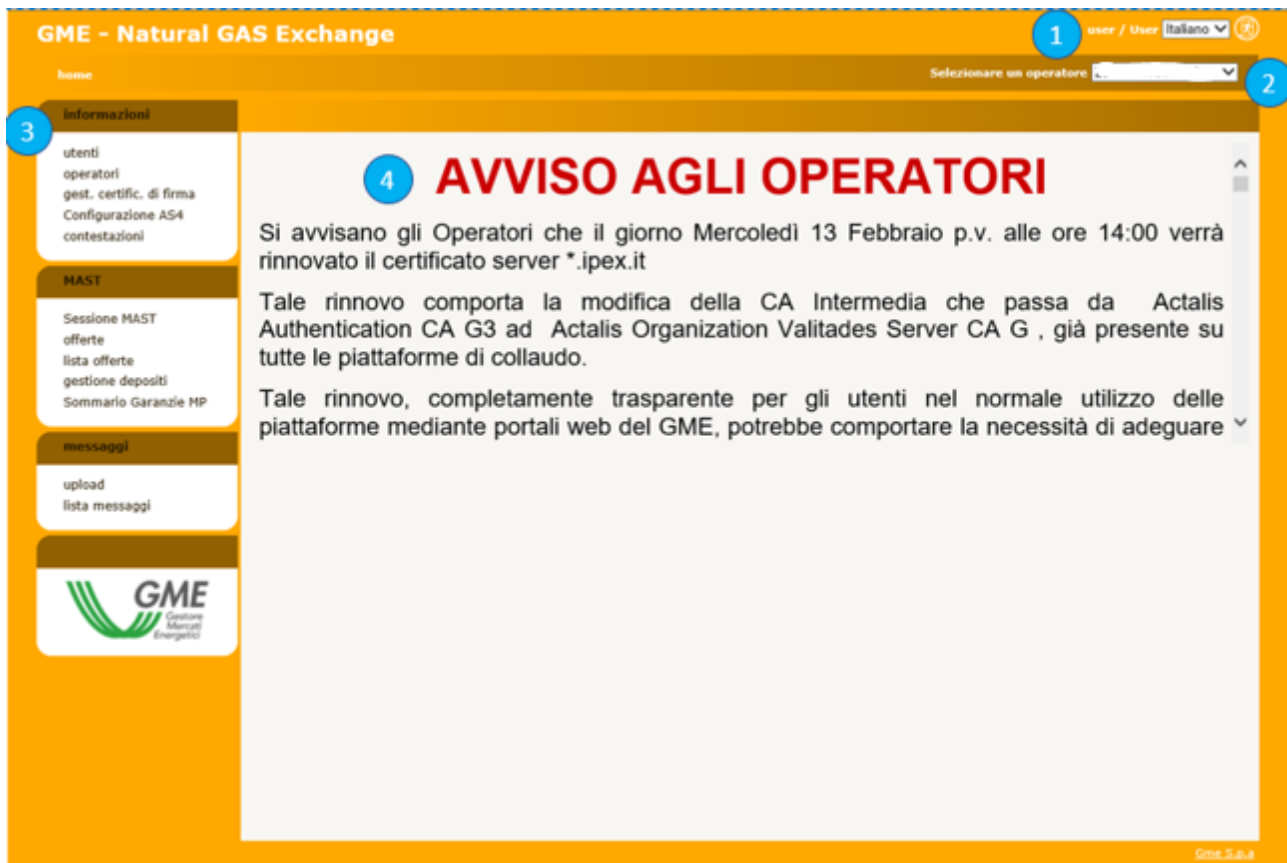 GME - Natural GAS Exchange
1
user / User Italiano
home
Selezionare un operatore
2
3
informazioni
utenti
operatori
gest. certific. di firma
Configurazione AS4
contestazioni
MAST
Sessione MAST
offerte
lista offerte
gestione depositi
Sommario Garanzie MP
messaggi
upload
lista messaggi
GME
Gestore
Mercati
Energetici
4
AVVISO AGLI OPERATORI
Si avvisano gli Operatori che il giorno Mercoledì 13 Febbraio p.v. alle ore 14:00 verrà
rinnovato il certificato server *.ipex.it
Tale rinnovo comporta la modifica della CA Intermedia che passa da Actalis
Authentication CA G3 ad Actalis Organization Valitades Server CA G , già presente su
tutte le piattaforme di collaudo.
Tale rinnovo, completamente trasparente per gli utenti nel normale utilizzo delle
piattaforme mediante portali web del GME, potrebbe comportare la necessità di adeguare
Gme S.p.a